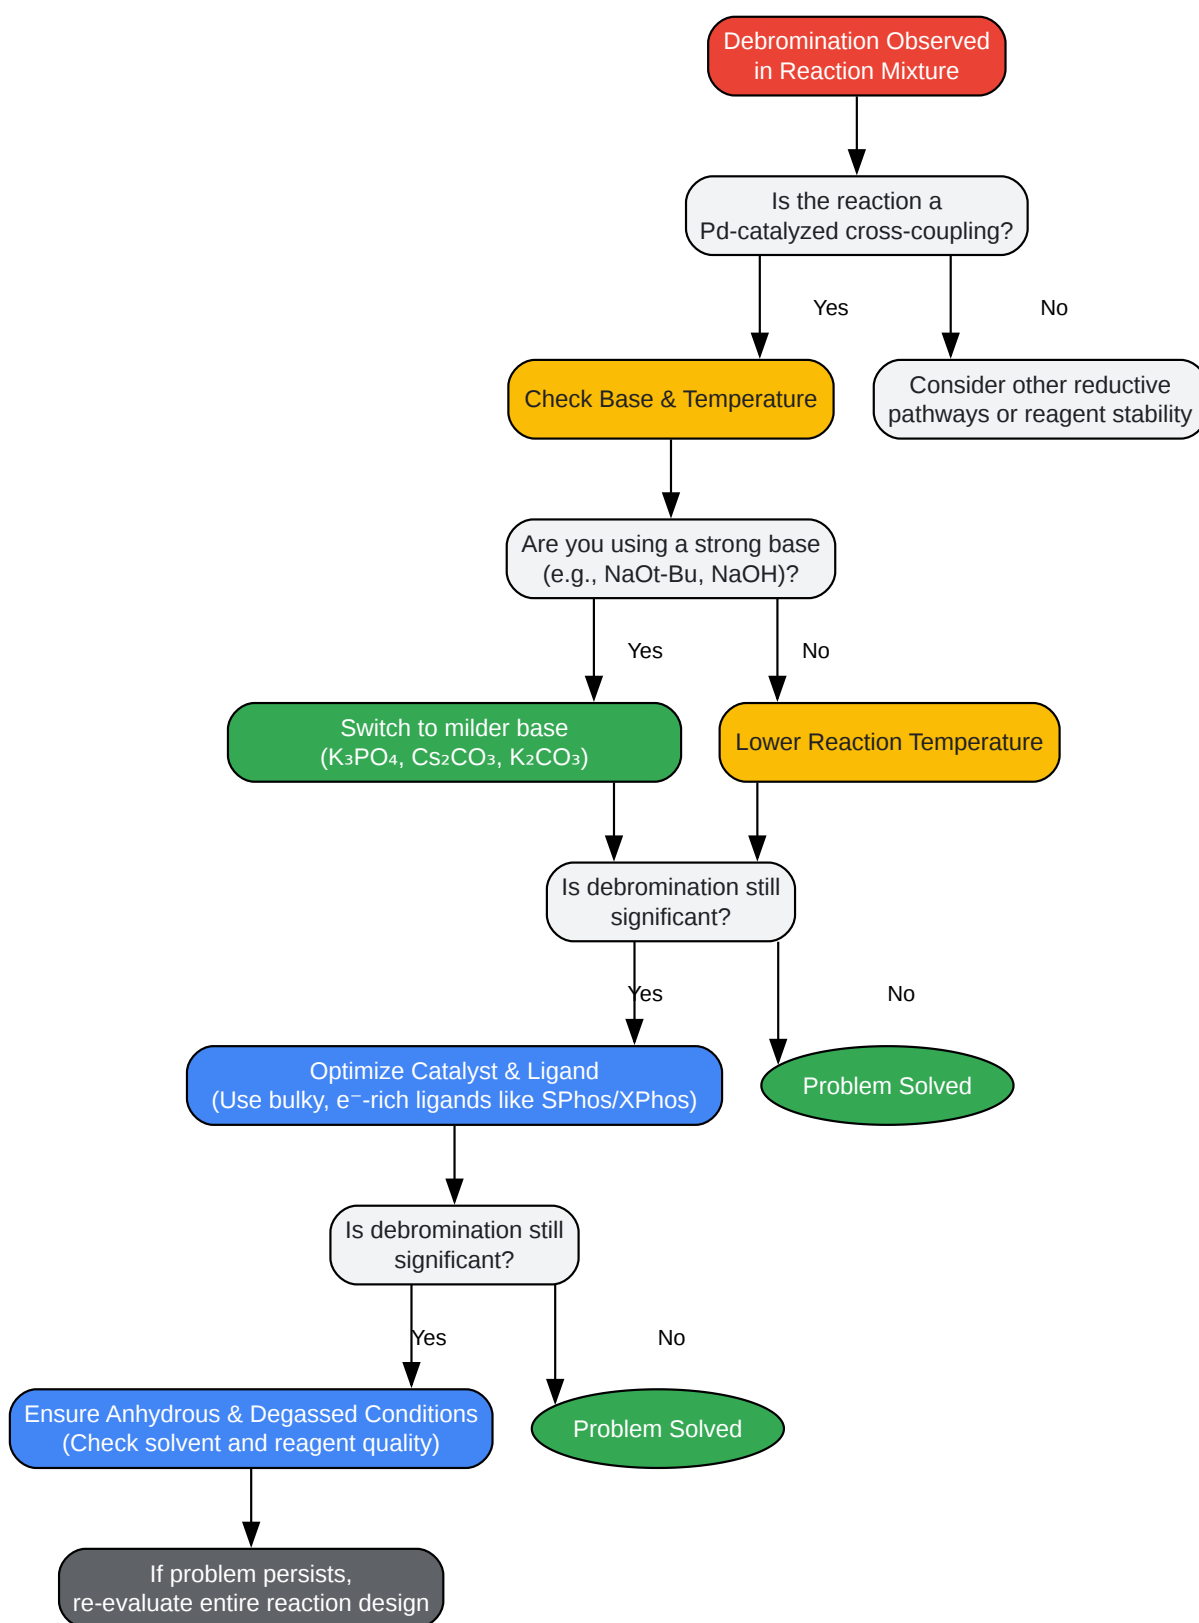 Debromination Observed
in Reaction Mixture
Is the reaction a
Pd-catalyzed cross-coupling?
Yes
No
Check Base & Temperature
Consider other reductive
pathways or reagent stability
Are you using a strong base
(e.g., NaOt-Bu, NaOH)?
Yes
No
Switch to milder base
(K₃PO₄, Cs₂CO₃, K₂CO₃)
Lower Reaction Temperature
Is debromination still
significant?
Yes
No
Optimize Catalyst & Ligand
(Use bulky, e⁻-rich ligands like SPhos/XPhos)
Problem Solved
Is debromination still
significant?
Yes
No
Ensure Anhydrous & Degassed Conditions
(Check solvent and reagent quality)
Problem Solved
If problem persists,
re-evaluate entire reaction design